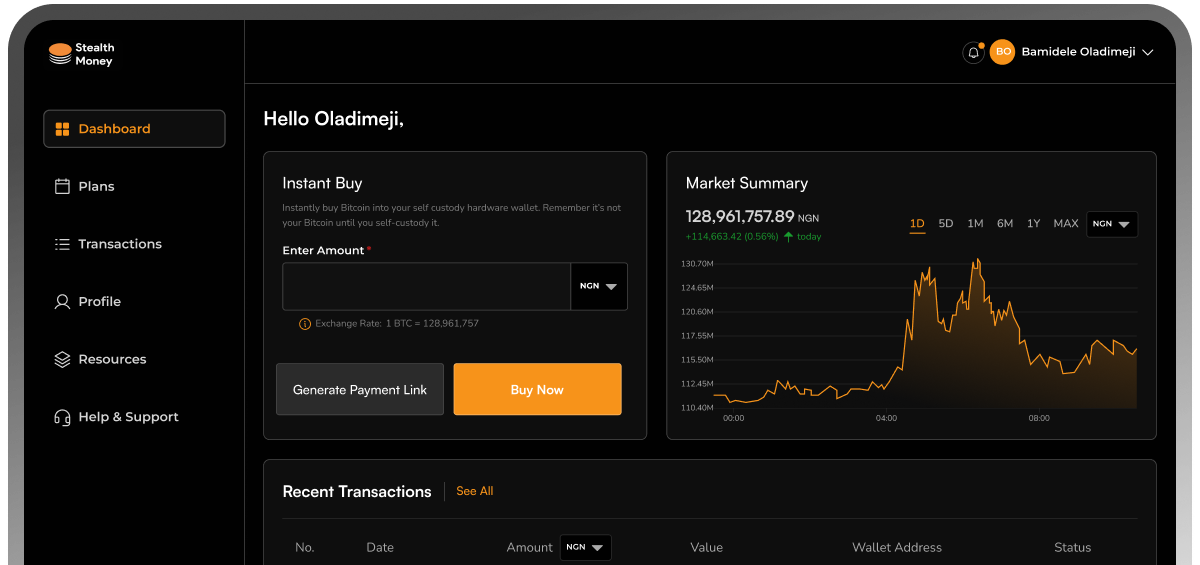 Stealth
Money
BO Bamidele Oladimeji
Dashboard
Plans
Transactions
Profile
Resources
Help & Support
Hello Oladimeji,
Instant Buy
Instantly buy Bitcoin into your self custody hardware wallet. Remember it's not
your Bitcoin until you self-custody it.
Enter Amount *
NGN
Exchange Rate: 1 BTC = 128,961,757
Generate Payment Link
Buy Now
Market Summary
128,961,757.89 NGN
+114,663.42 (0.56%) today
1D 5D 1M 6M 1Y MAX NGN
130.70M
124.65M
120.60M
117.55M
115.50M
112.45M
110.40M
00:00 04:00 08:00
Recent Transactions See All
No. Date Amount NGN Value Wallet Address Status